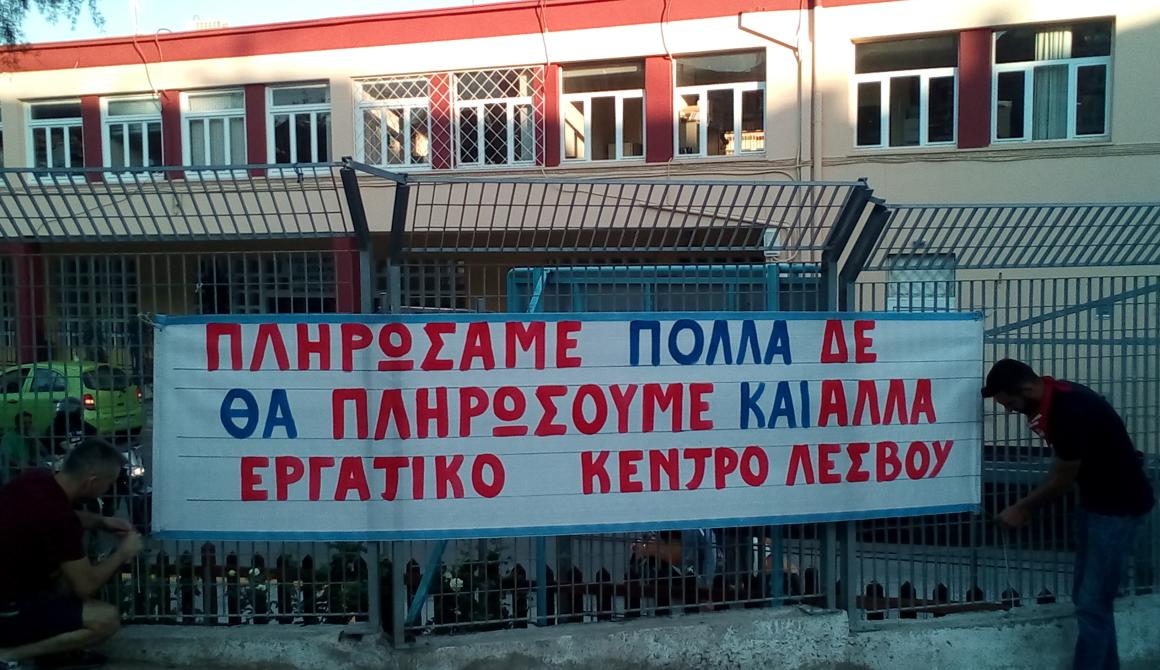 ΠΛΗΡΩΣΑΜΕ ΠΟΛΛΑ ΔΕ
ΘΑ ΠΛΗΡΩΣΟΥΜΕ ΚΑΙ ΑΛΛΑ
ΕΡΓΑΤΙΚΟ ΚΕΝΤΡΟ ΛΕΣΒΟΥ